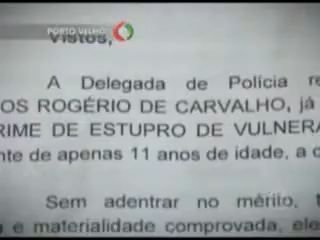 PORTO VELHO
Vistos,
A Delegada de Polícia re
OS ROGÉRIO DE CARVALHO, já
RIME DE ESTUPRO DE VULNERA
nte de apenas 11 anos de idade, a c
Sem adentrar no mérito, t
a e materialidade comprovada, ele